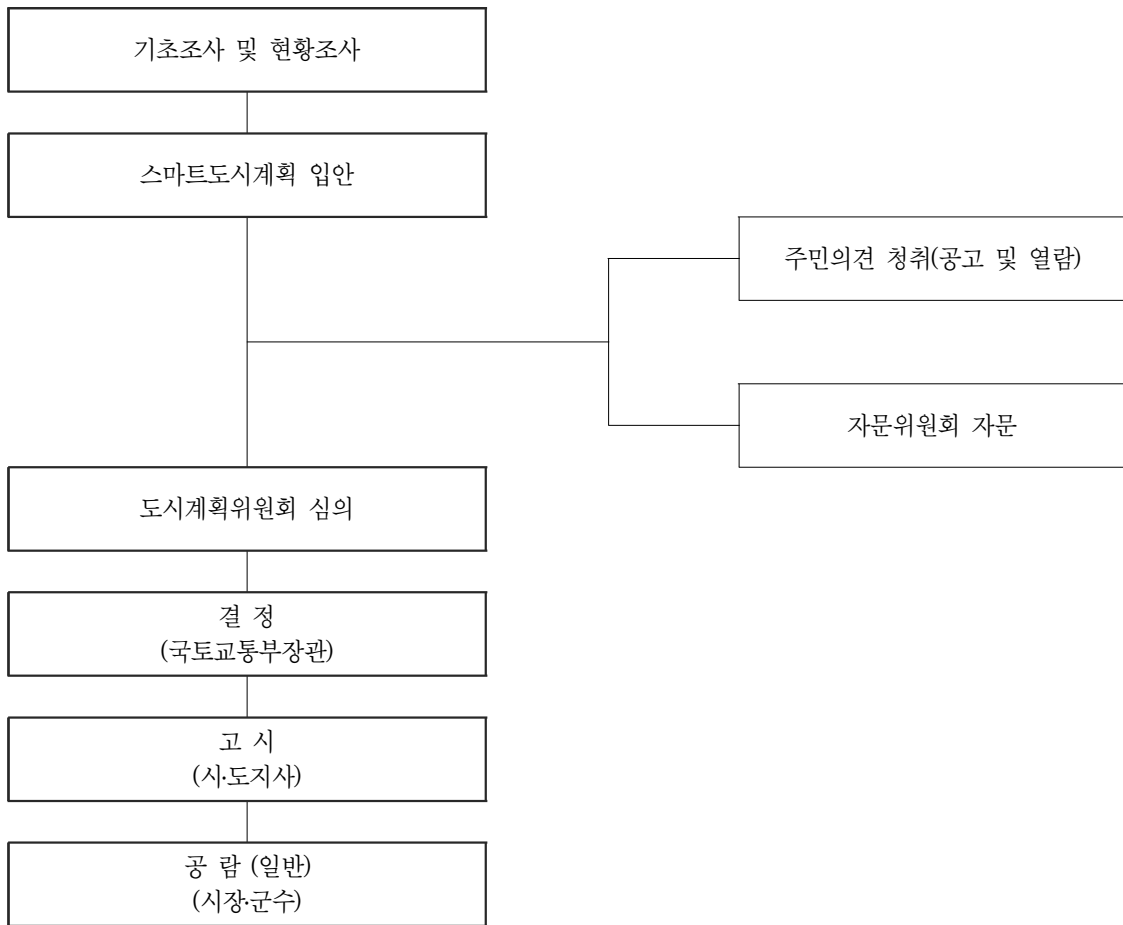 기초조사 및 현황조사
스마트도시계획 입안
주민의견 청취(공고 및 열람)
자문위원회 자문
도시계획위원회 심의
결 정
(국토교통부장관)
고 시
(시·도지사)
공 람 (일반)
(시장·군수)